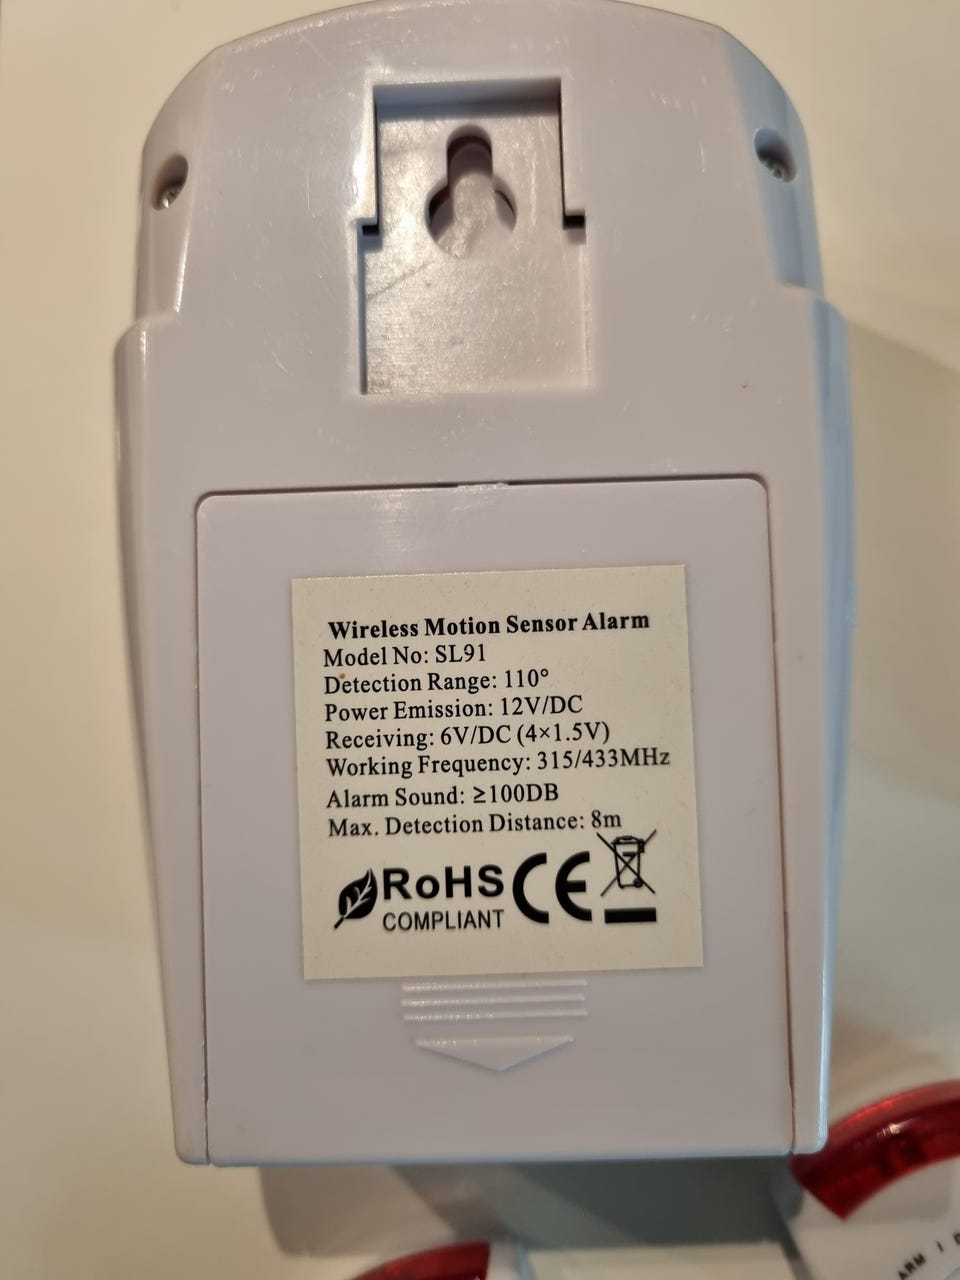 Wireless Motion Sensor Alarm
Model No: SL91
Detection Range: 110°
Power Emission: 12V/DC
Receiving: 6V/DC (4×1.5V)
Working Frequency: 315/433MHz
Alarm Sound: ≥100DB
Max. Detection Distance: 8m
RoHS
COMPLIANT
CE